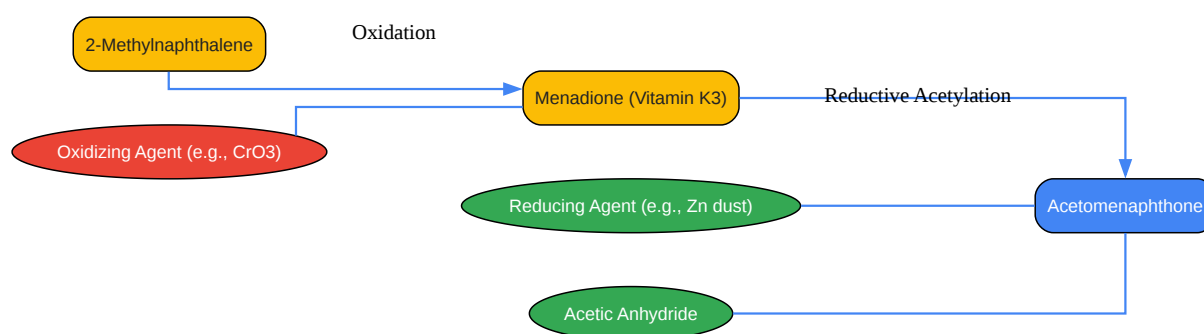 2-Methylnaphthalene
Oxidation
Menadione (Vitamin K3)
Reductive Acetylation
Oxidizing Agent (e.g., CrO3)
Reducing Agent (e.g., Zn dust)
Acetomenaphthone
Acetic Anhydride